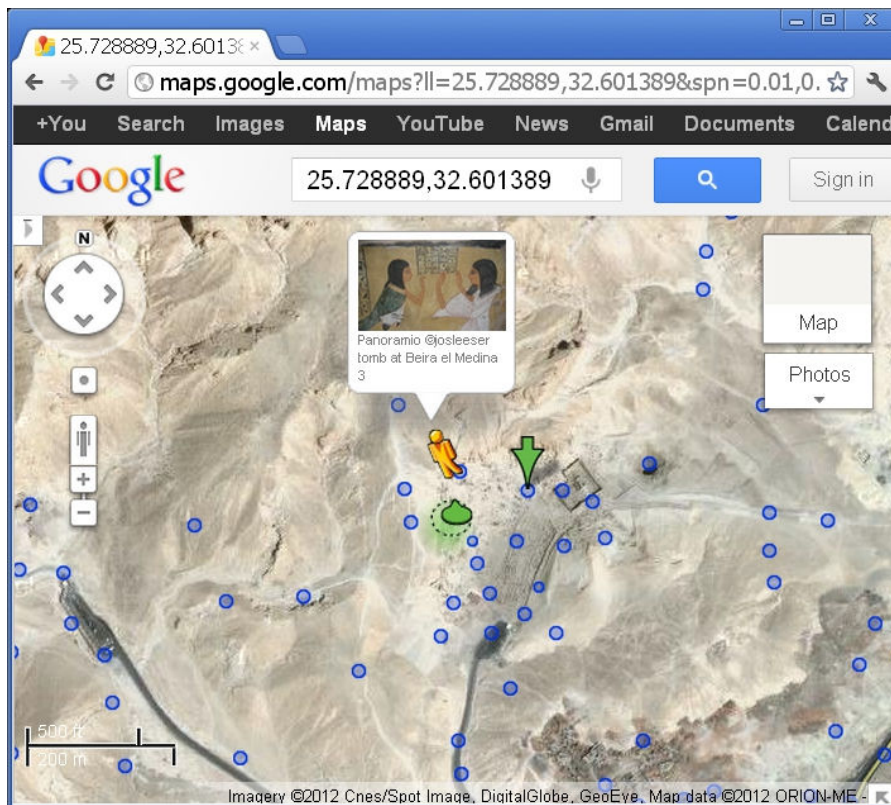 25.728889,32.6013
maps.google.com/maps?ll=25.728889,32.601389&spn=0.01,0.
+You Search Images Maps YouTube News Gmail Documents Calend
Google 25.728889,32.601389 Sign in
N
Panoramio ©josleeser
tomb at Beira el Medina
3
Map
Photos
500 ft
200 m
Imagery ©2012 Cnes/Spot Image, DigitalGlobe, GeoEye, Map data ©2012 ORION-ME -